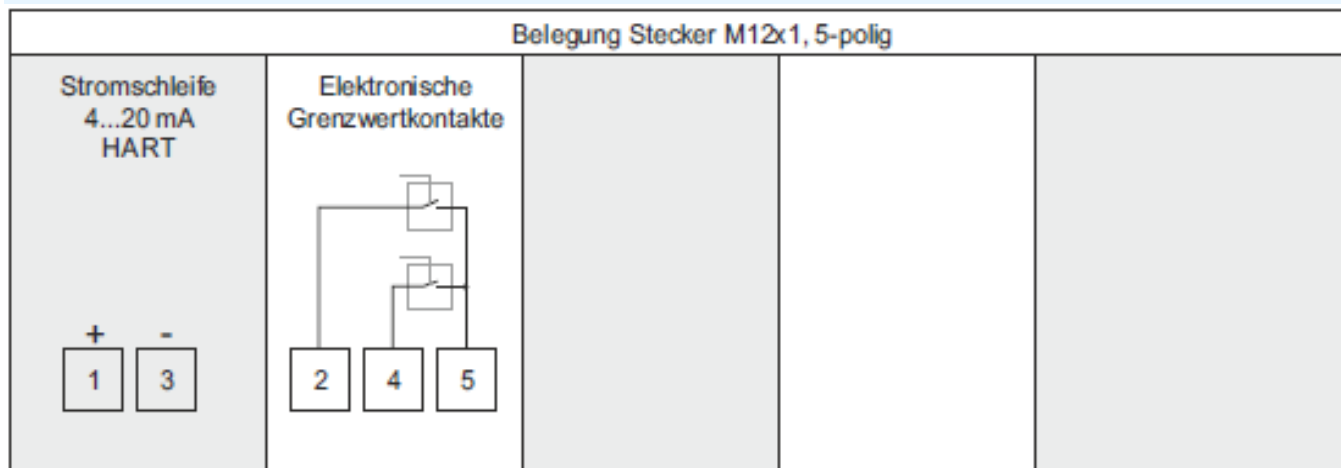 Belegung Stecker M12x1, 5-polig
Stromschleife
4...20 mA
HART
Elektronische
Grenzwertkontakte
+ -
1 3
2 4 5